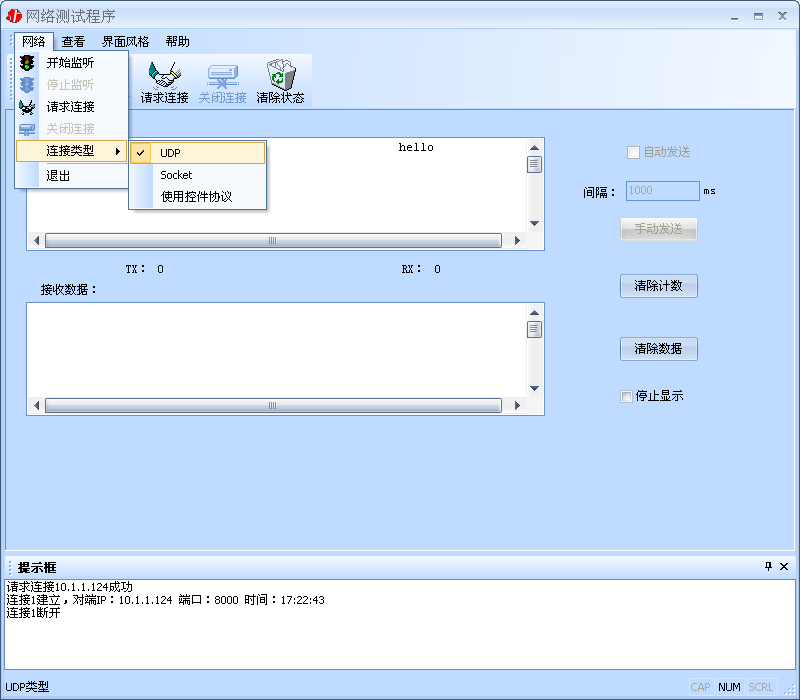 网络测试程序
网络 查看 界面风格 帮助
开始监听
停止监听
请求连接
关闭连接
连接类型
退出
UDP
Socket
使用控件协议
请求连接 关闭连接 清除状态
hello
自动发送
间隔： 1000 ms
手动发送
TX： 0 RX： 0
清除计数
接收数据：
清除数据
停止显示
提示框
请求连接10.1.1.124成功
连接1建立，对端IP：10.1.1.124 端口：8000 时间：17:22:43
连接1断开
UDP类型 CAP NUM SCRL